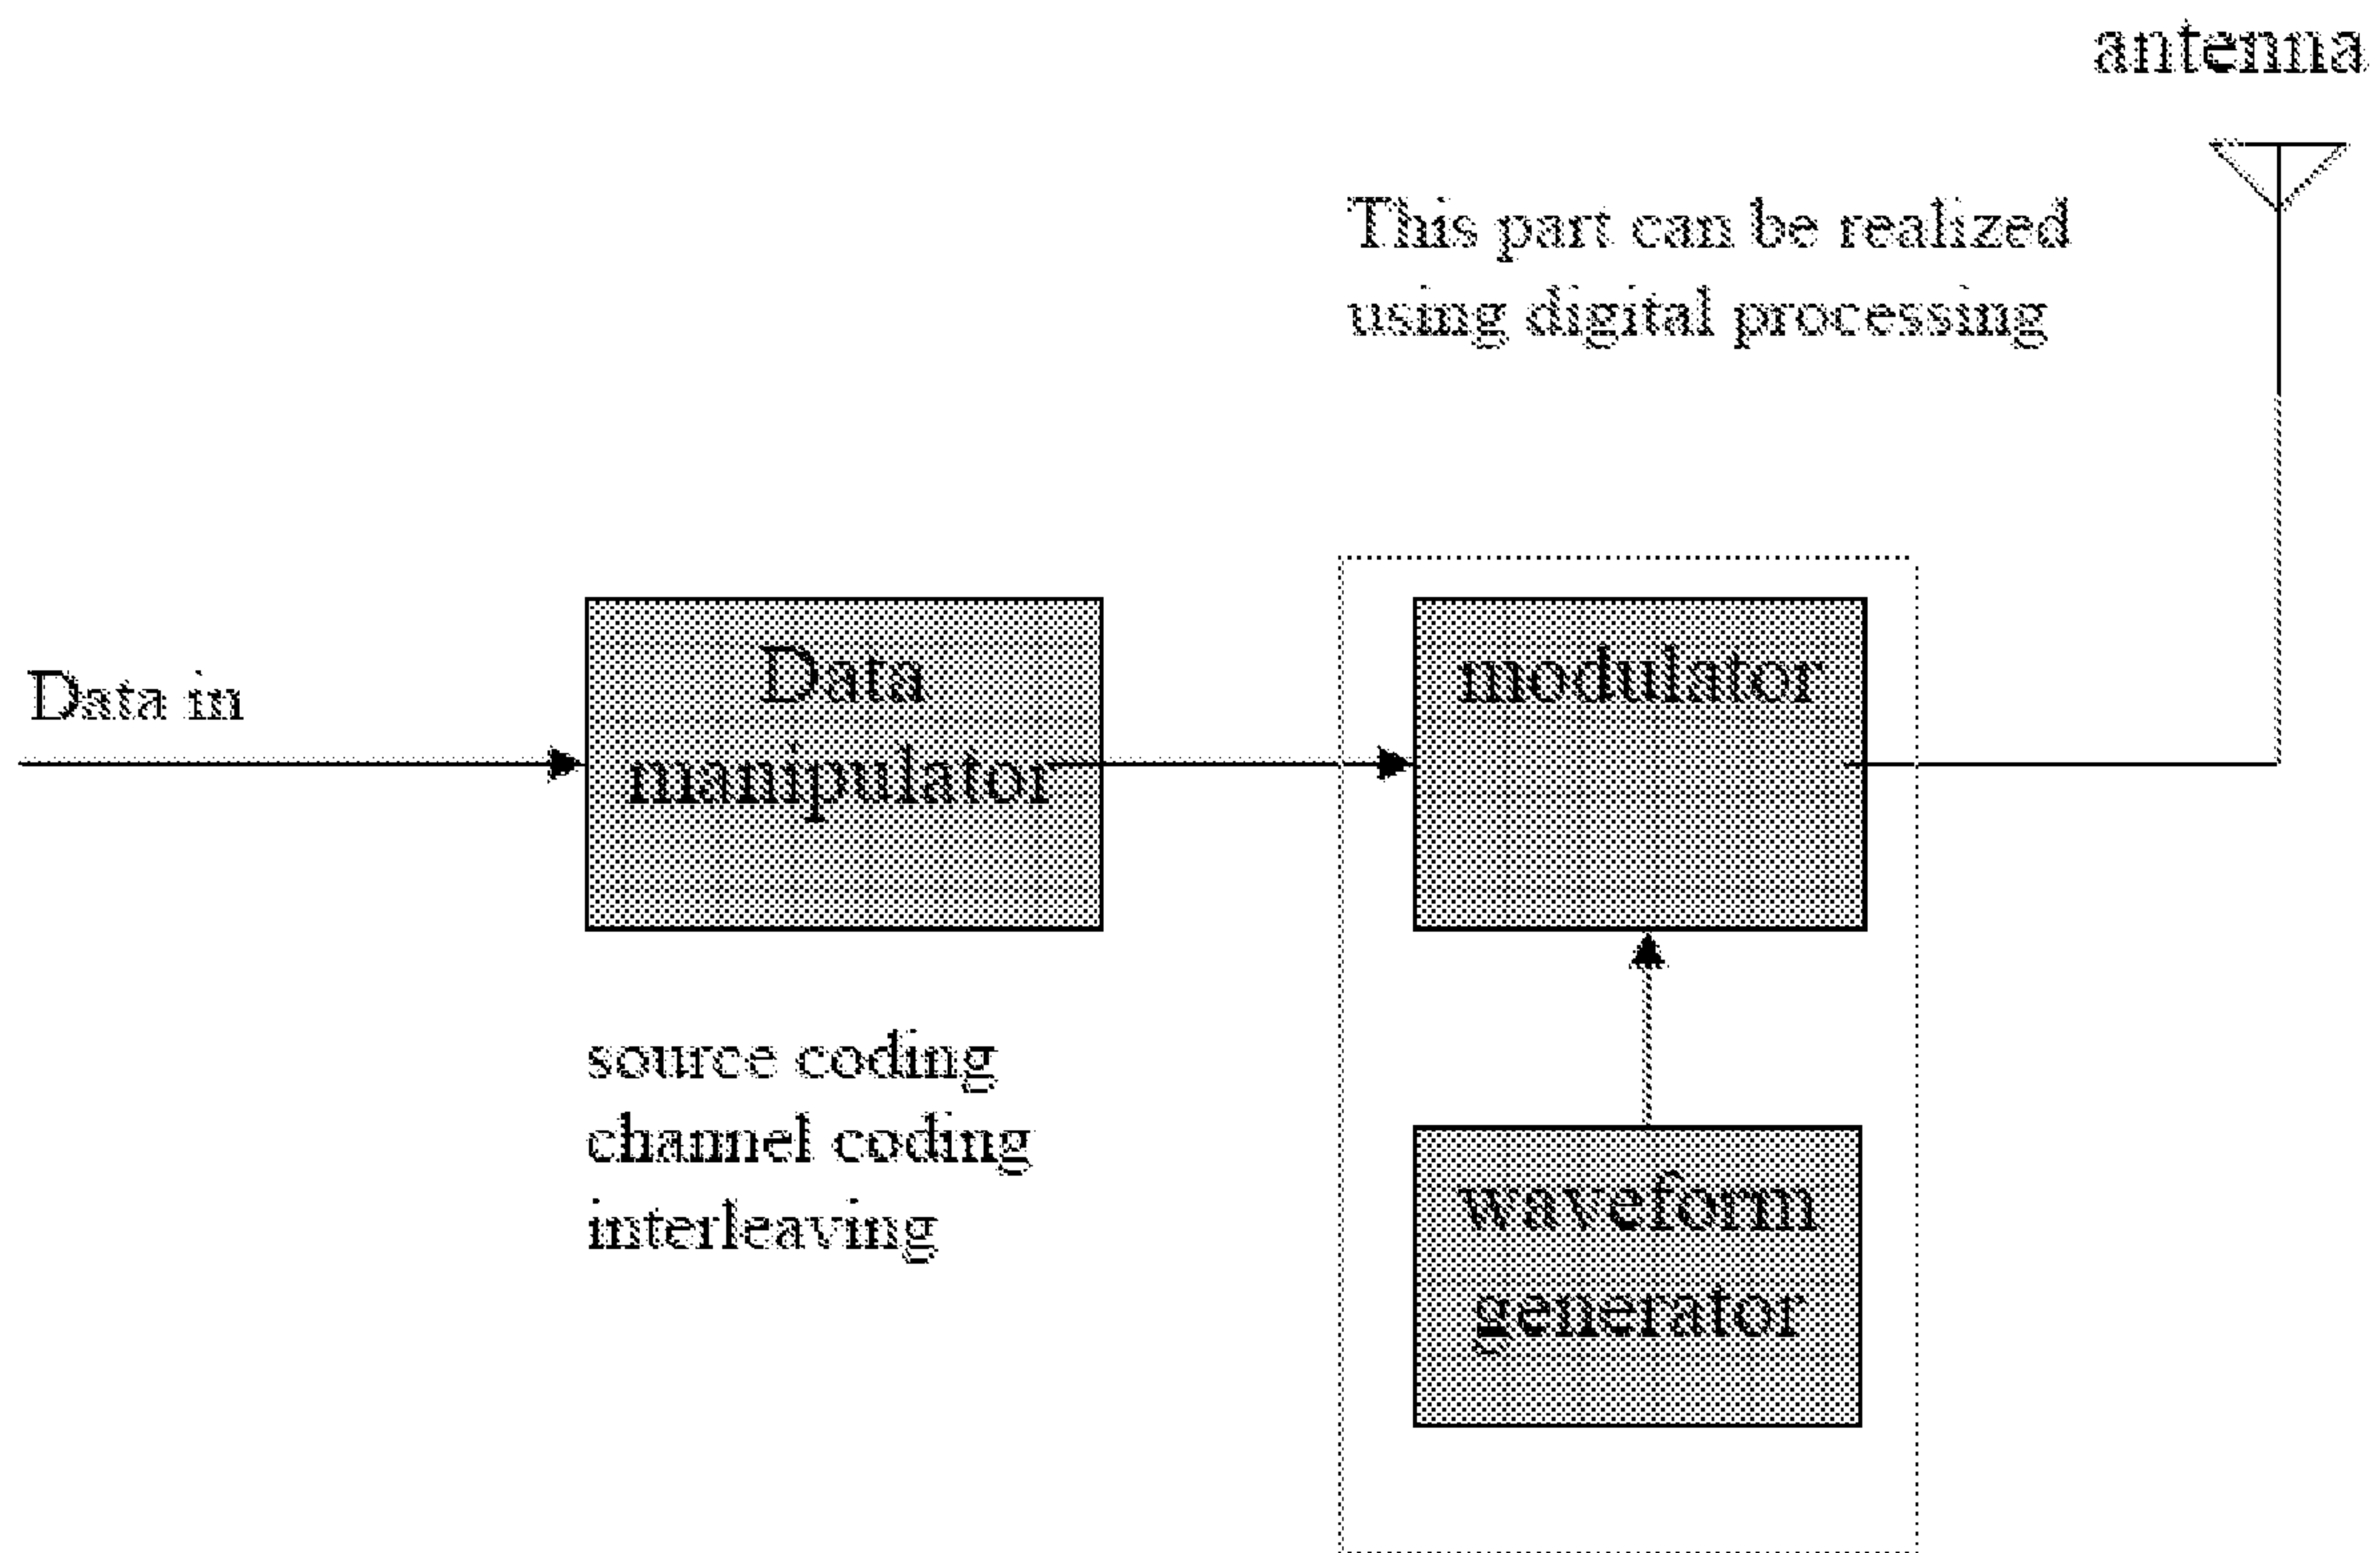 antenna
This part can be realized
using digital processing
Data in
Data
manipulator
modulator
source coding
channel coding
interleaving
waveform
generator